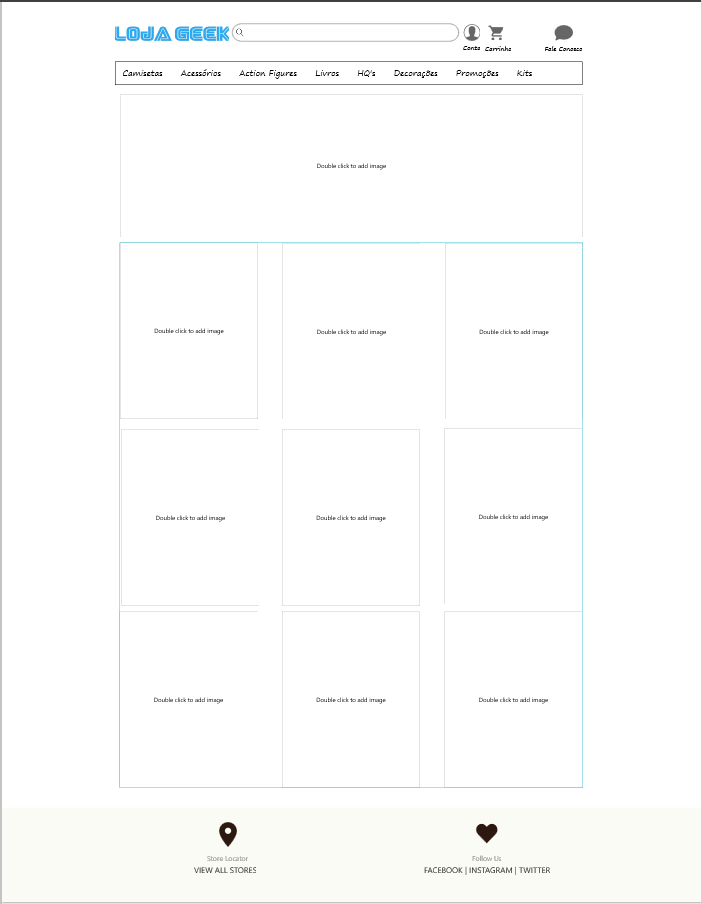 LOJA GEEK
Conta Carrinho Fale Conosco
Camisetas Acessórios Action Figures Livros HQ's Decorações Promoções Kits
Double click to add image
Double click to add image Double click to add image Double click to add image
Double click to add image Double click to add image Double click to add image
Double click to add image Double click to add image Double click to add image
Store Locator Follow Us
VIEW ALL STORES FACEBOOK | INSTAGRAM | TWITTER